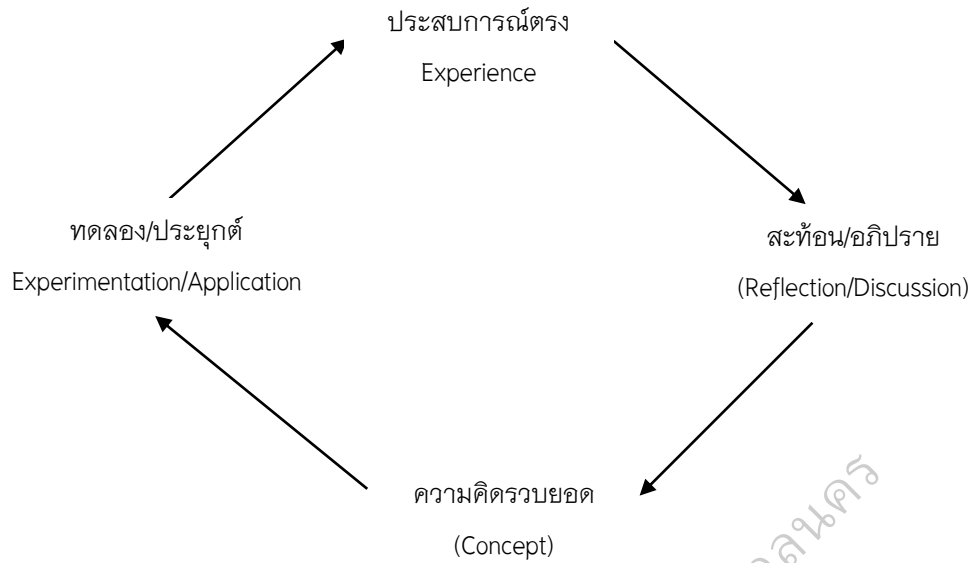 ประสบการณ์ตรง
Experience
ทดลอง/ประยุกต์
Experimentation/Application
สะท้อน/อภิปราย
(Reflection/Discussion)
ความคิดรวบยอด
(Concept)